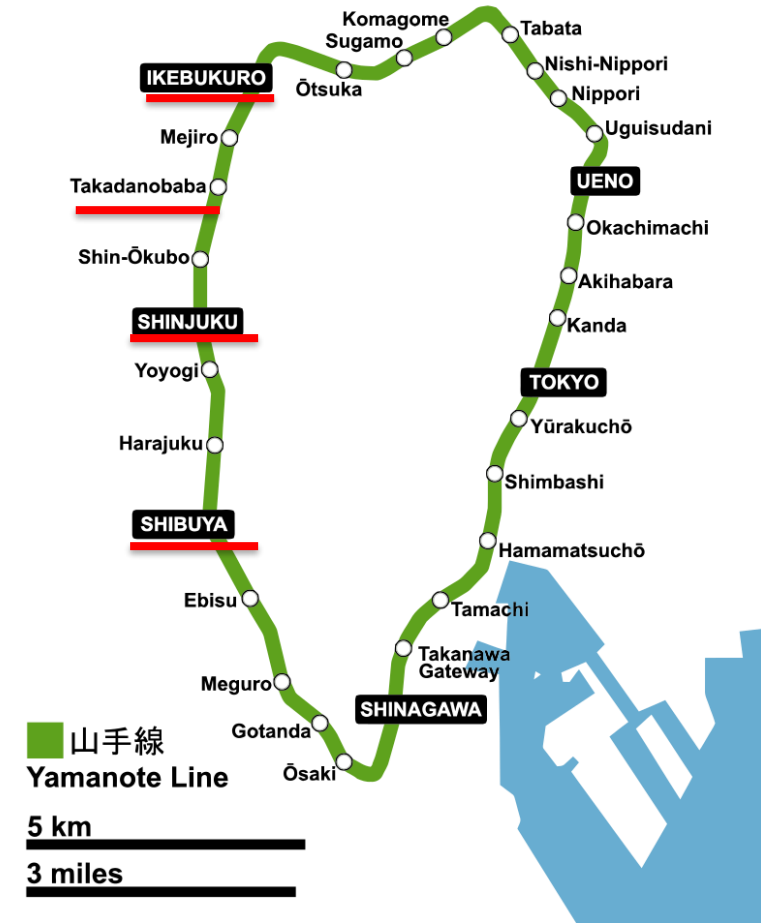 Komagome
Sugamo
Tabata
IKEBUKURO
Ōtsuka
Nishi-Nippori
Nippori
Mejiro
Uguisudani
Takadanobaba
UENO
Okachimachi
Shin-Ōkubo
Akihabara
SHINJUKU
Kanda
Yoyogi
TOKYO
Yūrakuchō
Harajuku
Shimbashi
SHIBUYA
Hamamatsuchō
Ebisu
Tamachi
Takanawa
Gateway
Meguro
SHINAGAWA
Gotanda
山手線
Ōsaki
Yamanote Line
5 km
3 miles